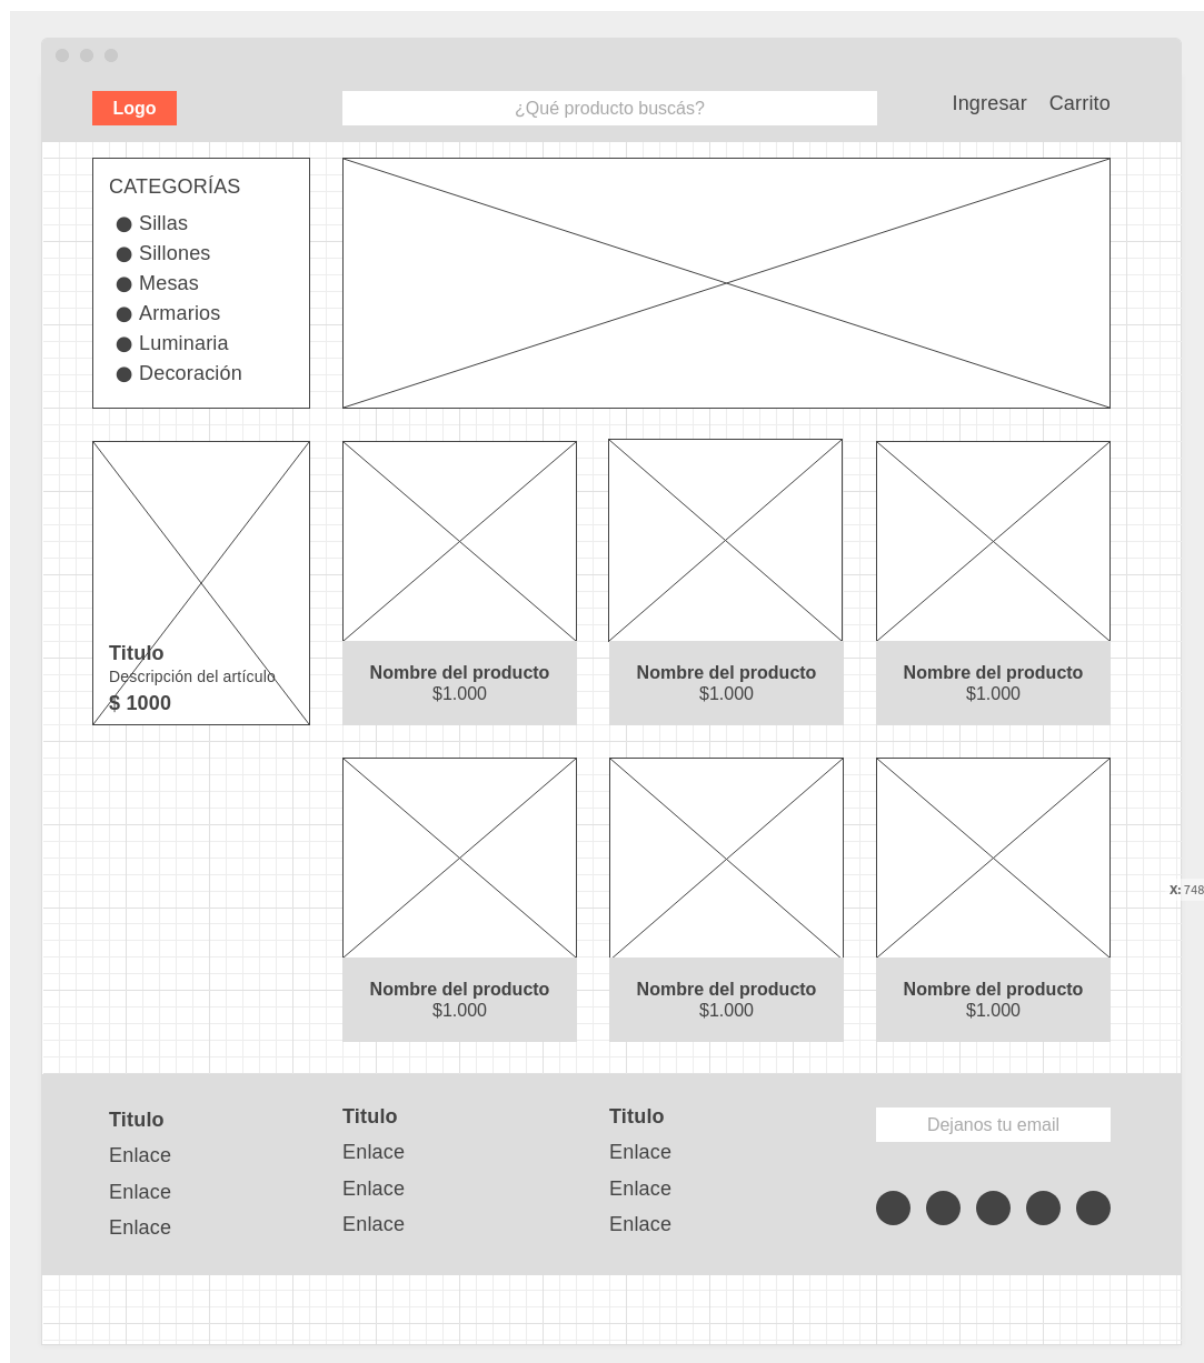 Logo
¿Qué producto buscás?
Ingresar
Carrito
CATEGORÍAS
Sillas
Sillones
Mesas
Armarios
Luminaria
Decoración
Titulo
Descripción del artículo
$ 1000
Nombre del producto
$1.000
Nombre del producto
$1.000
Nombre del producto
$1.000
Nombre del producto
$1.000
Nombre del producto
$1.000
Nombre del producto
$1.000
X: 748
Titulo
Enlace
Enlace
Enlace
Titulo
Enlace
Enlace
Enlace
Titulo
Enlace
Enlace
Enlace
Dejanos tu email